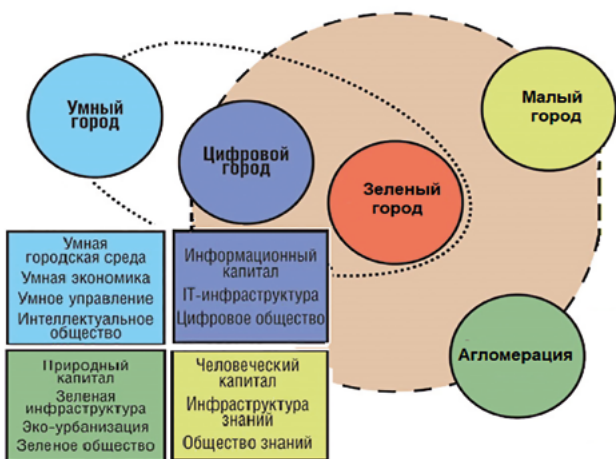 Умный
город
Цифровой
город
Зеленый
город
Малый
город
Агломерация
Умная
городская среда
Умная экономика
Умное управление
Интеллектуальное
общество
Информационный
капитал
IT-инфраструктура
Цифровое общество
Природный
капитал
Зеленая
инфраструктура
Эко-урбанизация
Зеленое общество
Человеческий
капитал
Инфраструктура
знаний
Общество знаний